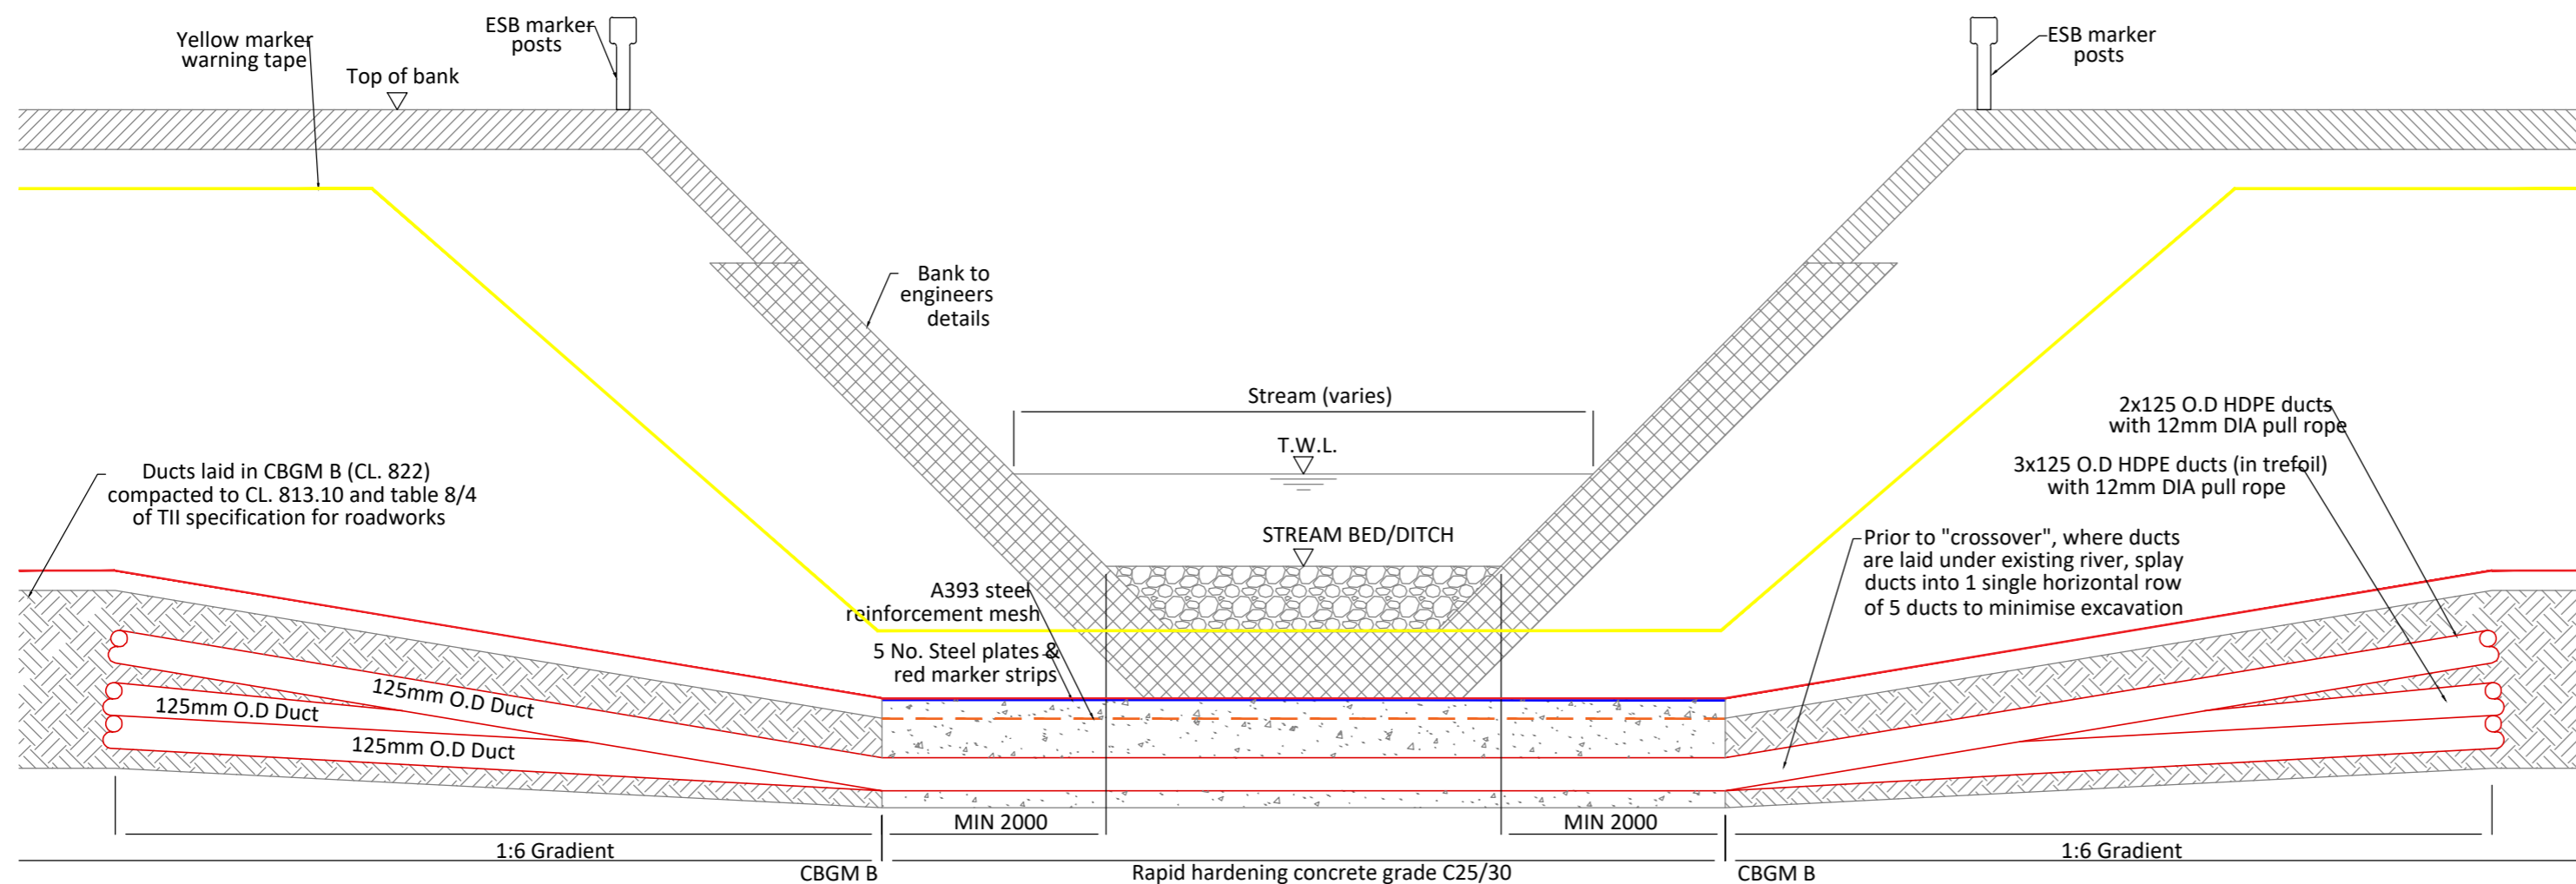 Yellow marker
warning tape
Top of bank
ESB marker
posts
ESB marker
posts
Bank to
engineers
details
Stream (varies)
T.W.L.
STREAM BED/DITCH
2x125 O.D HDPE ducts
with 12mm DIA pull rope
3x125 O.D HDPE ducts (in trefoil)
with 12mm DIA pull rope
Ducts laid in CBGM B (CL. 822)
compacted to CL. 813.10 and table 8/4
of TII specification for roadworks
Prior to "crossover", where ducts
are laid under existing river, splay
ducts into 1 single horizontal row
of 5 ducts to minimise excavation
A393 steel
reinforcement mesh
5 No. Steel plates &
red marker strips
125mm O.D Duct
125mm O.D Duct
125mm O.D Duct
MIN 2000
MIN 2000
1:6 Gradient
1:6 Gradient
CBGM B
Rapid hardening concrete grade C25/30
CBGM B